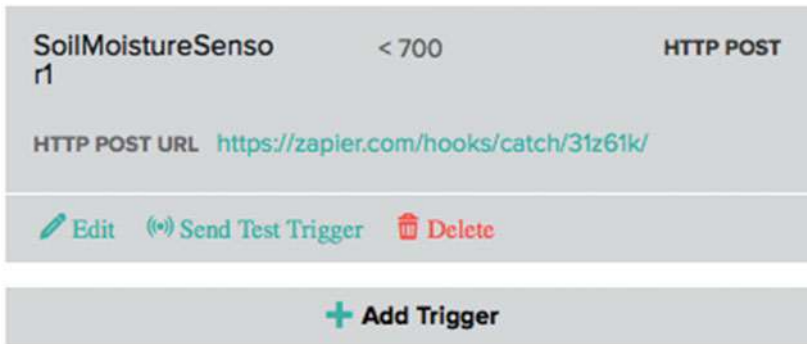 SoilMoistureSenso < 700 HTTP POST
r1
HTTP POST URL https://zapier.com/hooks/catch/31z61k/
Edit Send Test Trigger Delete
Add Trigger